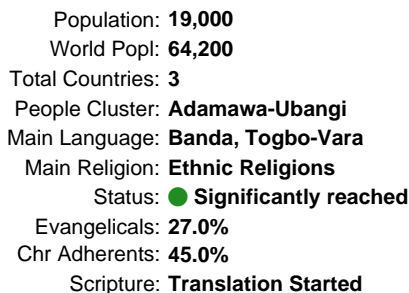 Population: 19,000
World Popl: 64,200
Total Countries: 3
People Cluster: Adamawa-Ubangi
Main Language: Banda, Togbo-Vara
Main Religion: Ethnic Religions
Status: Significantly reached
Evangelicals: 27.0%
Chr Adherents: 45.0%
Scripture: Translation Started